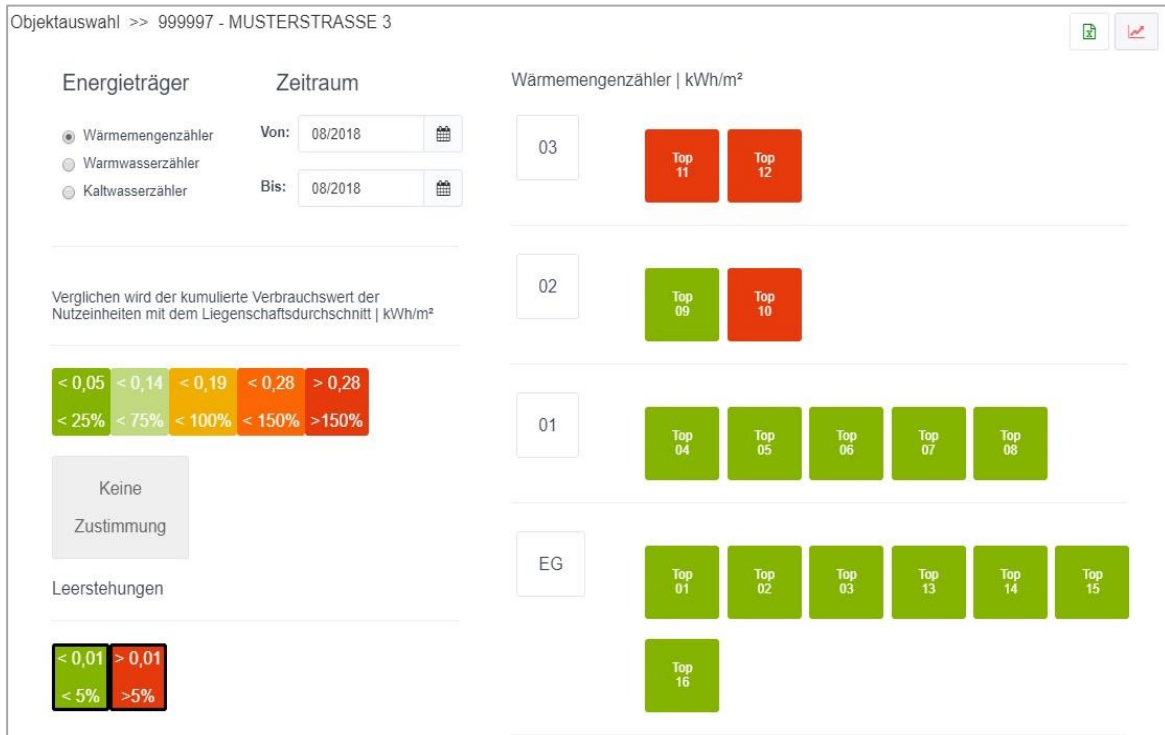 Objektauswahl >> 999997 - MUSTERSTRASSE 3
Energieträger
Zeitraum
Wärmemengenzähler
Warmwasserzähler
Kaltwasserzähler
Von: 08/2018
Bis: 08/2018
Verglichen wird der kumulierte Verbrauchswert der
Nutzeinheiten mit dem Liegenschaftsdurchschnitt | kWh/m²
< 0,05 < 0,14 < 0,19 < 0,28 > 0,28
< 25% < 75% < 100% < 150% >150%
Keine
Zustimmung
Leerstehungen
< 0,01 > 0,01
< 5% >5%
Wärmemengenzähler | kWh/m²
03
Top
11
Top
12
02
Top
09
Top
10
01
Top
04
Top
05
Top
06
Top
07
Top
08
EG
Top
01
Top
02
Top
03
Top
13
Top
14
Top
15
Top
16